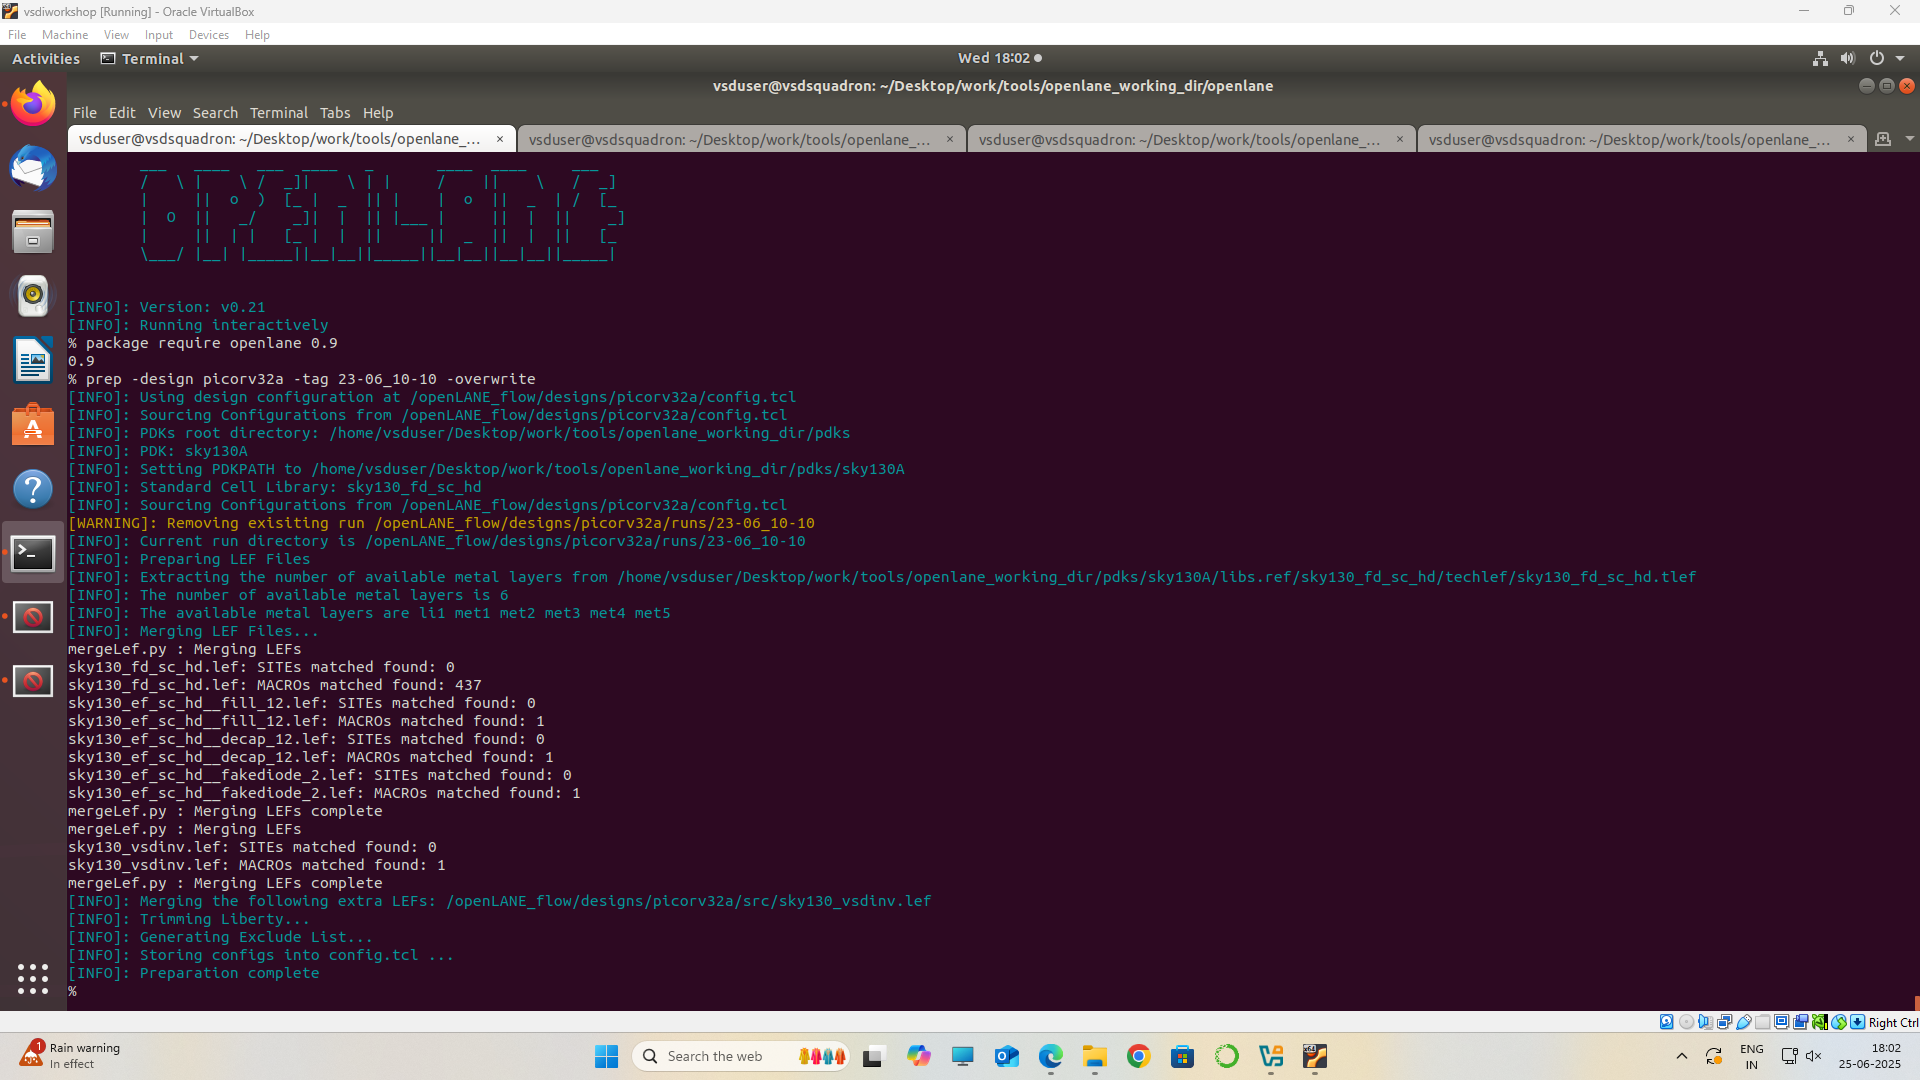 vsdiworkshop [Running] - Oracle VirtualBox
File Machine View Input Devices Help
Activities Terminal Wed 18:02
vsduser@vsdsquadron: ~/Desktop/work/tools/openlane_working_dir/openlane
File Edit View Search Terminal Tabs Help
vsduser@vsdsquadron: ~/Desktop/work/tools/openlane_... × vsduser@vsdsquadron: ~/Desktop/work/tools/openlane_... × vsduser@vsdsquadron: ~/Desktop/work/tools/openlane_... × vsduser@vsdsquadron: ~/Desktop/work/tools/openlane_... ×
OPENLANE
[INFO]: Version: v0.21
[INFO]: Running interactively
% package require openlane 0.9
0.9
% prep -design picorv32a -tag 23-06_10-10 -overwrite
[INFO]: Using design configuration at /openLANE_flow/designs/picorv32a/config.tcl
[INFO]: Sourcing Configurations from /openLANE_flow/designs/picorv32a/config.tcl
[INFO]: PDKs root directory: /home/vsduser/Desktop/work/tools/openlane_working_dir/pdks
[INFO]: PDK: sky130A
[INFO]: Setting PDKPATH to /home/vsduser/Desktop/work/tools/openlane_working_dir/pdks/sky130A
[INFO]: Standard Cell Library: sky130_fd_sc_hd
[INFO]: Sourcing Configurations from /openLANE_flow/designs/picorv32a/config.tcl
[WARNING]: Removing exisiting run /openLANE_flow/designs/picorv32a/runs/23-06_10-10
[INFO]: Current run directory is /openLANE_flow/designs/picorv32a/runs/23-06_10-10
[INFO]: Preparing LEF Files
[INFO]: Extracting the number of available metal layers from /home/vsduser/Desktop/work/tools/openlane_working_dir/pdks/sky130A/libs.ref/sky130_fd_sc_hd/techlef/sky130_fd_sc_hd.tlef
[INFO]: The number of available metal layers is 6
[INFO]: The available metal layers are li1 met1 met2 met3 met4 met5
[INFO]: Merging LEF Files...
mergeLef.py : Merging LEFs
sky130_fd_sc_hd.lef: SITEs matched found: 0
sky130_fd_sc_hd.lef: MACROs matched found: 437
sky130_ef_sc_hd__fill_12.lef: SITEs matched found: 0
sky130_ef_sc_hd__fill_12.lef: MACROs matched found: 1
sky130_ef_sc_hd__decap_12.lef: SITEs matched found: 0
sky130_ef_sc_hd__decap_12.lef: MACROs matched found: 1
sky130_ef_sc_hd__fakediode_2.lef: SITEs matched found: 0
sky130_ef_sc_hd__fakediode_2.lef: MACROs matched found: 1
mergeLef.py : Merging LEFs complete
mergeLef.py : Merging LEFs
sky130_vsdinv.lef: SITEs matched found: 0
sky130_vsdinv.lef: MACROs matched found: 1
mergeLef.py : Merging LEFs complete
[INFO]: Merging the following extra LEFs: /openLANE_flow/designs/picorv32a/src/sky130_vsdinv.lef
[INFO]: Trimming Liberty...
[INFO]: Generating Exclude List...
[INFO]: Storing configs into config.tcl ...
[INFO]: Preparation complete
%
Right Ctrl
1 Rain warning
In effect
Search the web
ENG
IN
18:02
25-06-2025